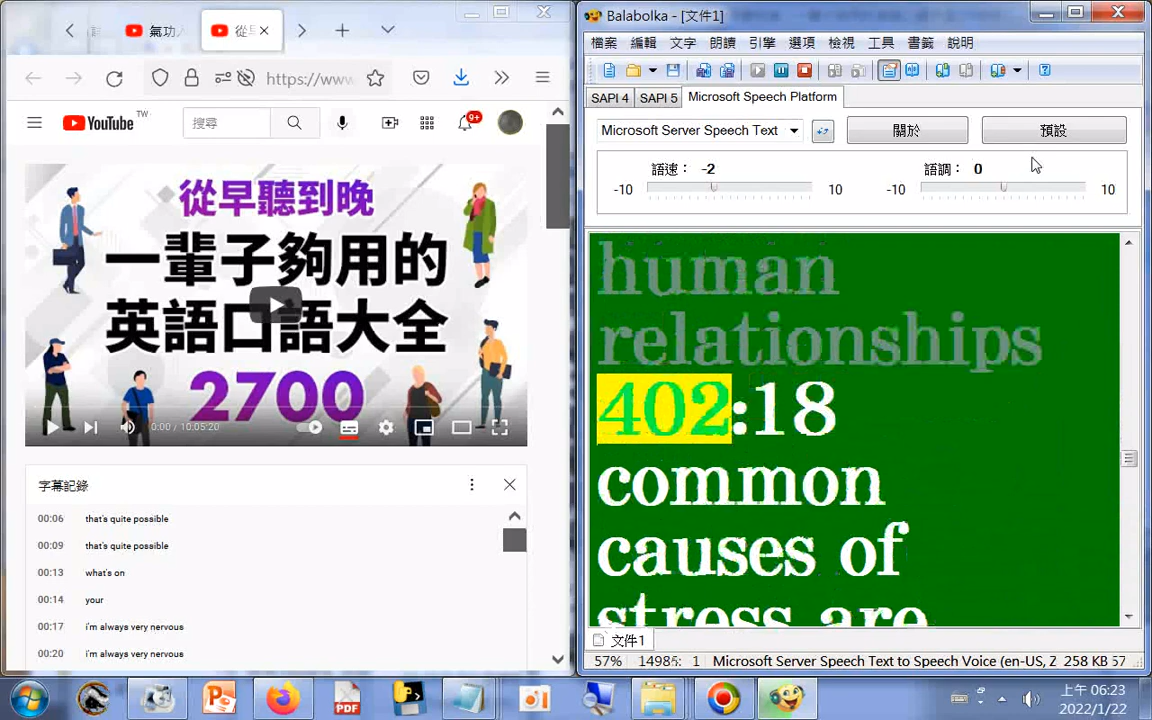 氣功
從
https://www
YouTube TW
搜尋
9+
從早聽到晚
一輩子夠用的
英語口語大全
2700
0:00 / 10:05:20
字幕記錄
00:06 that's quite possible
00:09 that's quite possible
00:13 what's on
00:14 your
00:17 i'm always very nervous
00:20 i'm always very nervous
Balabolka - [文件1]
檔案 編輯 文字 朗讀 引擎 選項 檢視 工具 書籤 說明
SAPI 4 SAPI 5 Microsoft Speech Platform
Microsoft Server Speech Text 關於 預設
語速： -2 語調： 0
-10 10 -10 10
human
relationships
402:18
common
causes of
stress are
文件1
57% 14985: 1 Microsoft Server Speech Text to Speech Voice (en-US, Z 258 KB 57
PDF
上午 06:23
2022/1/22